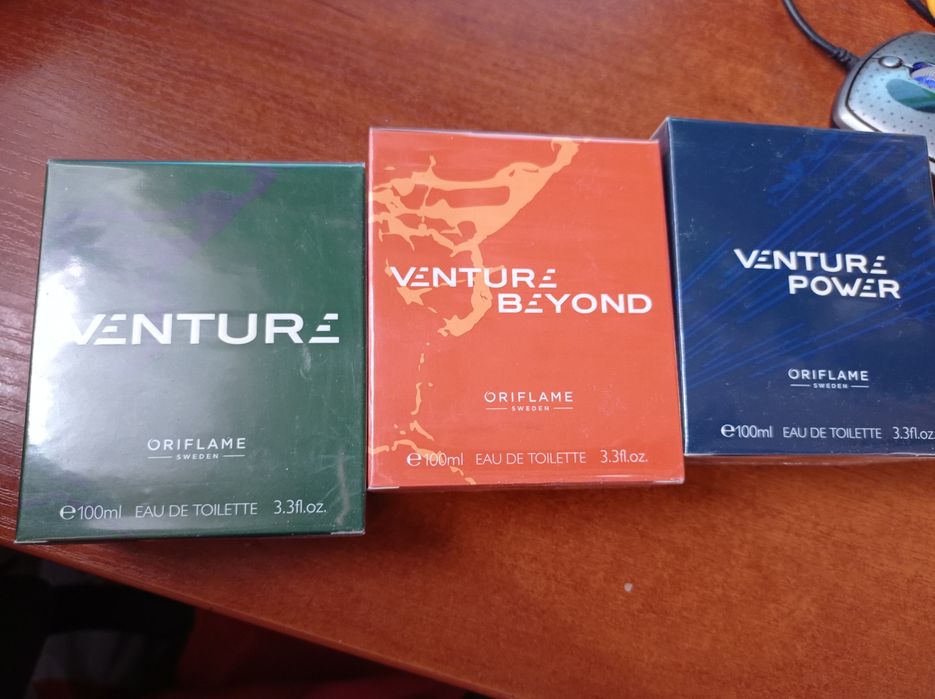 VENTURE
ORIFLAME
SWEDEN
℮100ml EAU DE TOILETTE 3.3fl.oz.
VENTURE
BEYOND
ORIFLAME
SWEDEN
℮100ml EAU DE TOILETTE 3.3fl.oz.
VENTURE
POWER
ORIFLAME
SWEDEN
℮100ml EAU DE TOILETTE 3.3fl.oz.